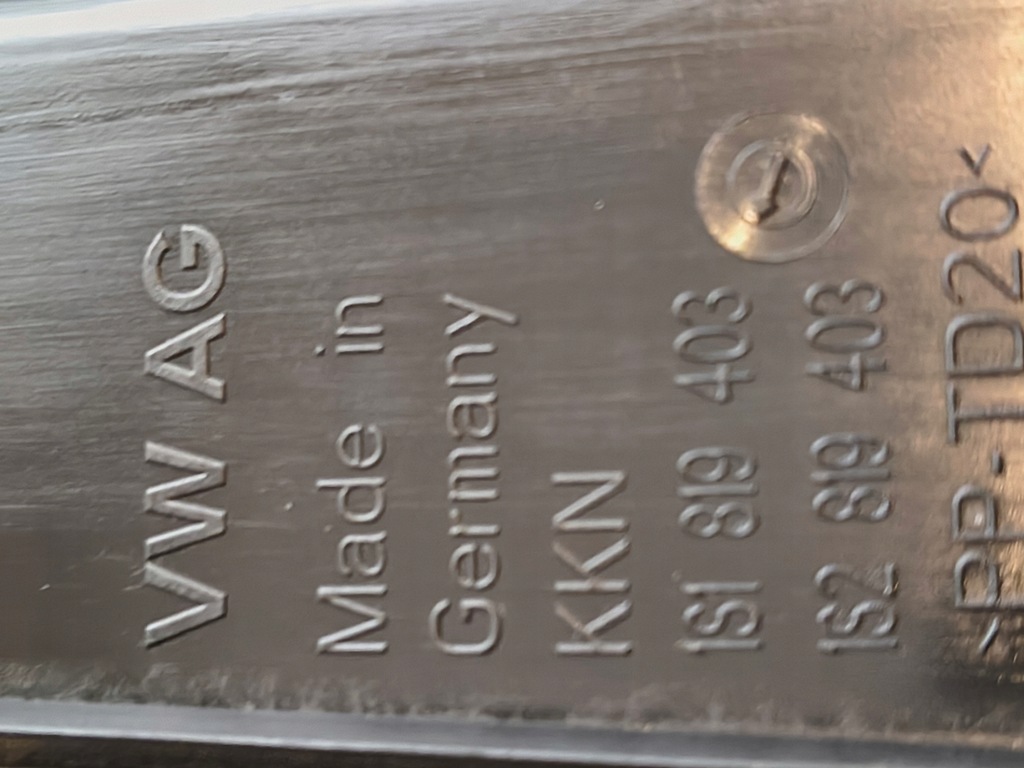 VW AG
Made in
Germany
KKN
1S1 819 403
1S2 819 403
>PP-TD20<